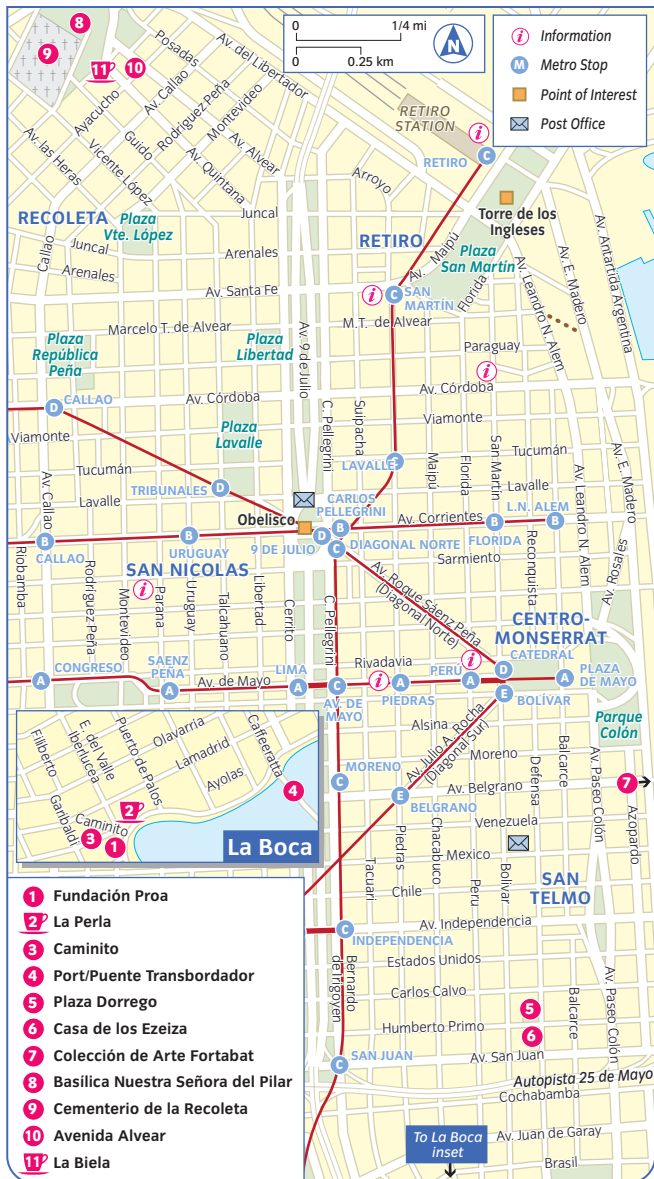 0 1/4 mi
0 0.25 km
N
i Information
M Metro Stop
Point of Interest
Post Office
8
9
11
10
Posadas
Av. del Libertador
Av. Callao
Ayacucho
Rodríguez Peña
Montevideo
Guido
Av. Alvear
Av. las Heras
Vicente López
Av. Quintana
RETIRO
STATION
i
RETIRO
C
Arroyo
RECOLETA
Plaza
Vte. López
Juncal
RETIRO
Torre de los
Ingleses
Callao
Juncal
Arenales
Arenales
Av. Maipú
Plaza
San Martín
Av. Santa Fe
Florida
Av. Leandro N. Alem
Av. E. Madero
Av. Antartida Argentina
i
C
SAN
MARTÍN
Marcelo T. de Alvear
M.T. de Alvear
Plaza
República
Peña
Plaza
Libertad
Av. 9 de Julio
Paraguay
i
Av. Córdoba
Av. Córdoba
D
CALLAO
Viamonte
Viamonte
Plaza
Lavalle
C. Pellegrini
Suipacha
Maipú
Florida
San Martín
Tucumán
Tucumán
LAVALLE
C
Lavalle
Lavalle
TRIBUNALES
D
Av. Callao
Av. Leandro N. Alem
Av. E. Madero
Obelisco
CARLOS
PELLEGRINI
B
Av. Corrientes
L.N. ALEM
B
B
FLORIDA
B
CALLAO
B
URUGUAY
D
9 DE JULIO
C
DIAGONAL NORTE
Sarmiento
Reconquista
Av. Rosales
SAN NICOLAS
Riobamba
Rodríguez Peña
Montevideo
i
Parana
Uruguay
Talcahuano
Libertad
Cerrito
C. Pellegrini
Av. Roque Sáenz Peña
(Diagonal Norte)
CENTRO-
MONSERRAT
CATEDRAL
D
Rivadavia
i
A
CONGRESO
SAENZ
PEÑA
A
Av. de Mayo
LIMA
A
C
AV. DE
MAYO
i
A
PIEDRAS
PERÚ
A
A
PLAZA
DE MAYO
E
BOLÍVAR
Alsina
Av. Julio A. Rocha
(Diagonal Sur)
Parque
Colón
Moreno
MORENO
C
Av. Belgrano
E
BELGRANO
Defensa
Balcarce
Av. Paseo Colón
7
Azopardo
Venezuela
Mexico
Tacuari
Piedras
Chacabuco
Peru
Bolivar
Chile
SAN
TELMO
Av. Independencia
C
INDEPENDENCIA
Estados Unidos
Bernardo
de Irigoyen
Carlos Calvo
5
Humberto Primo
6
Balcarce
Av. Paseo Colón
Av. San Juan
C
SAN JUAN
Autopista 25 de Mayo
Cochabamba
To La Boca
inset
Av. Juan de Garay
Brasil
Filiberto
E. del Valle
Iberlucea
Puerto de Palos
Olavarria
Lamadrid
Caffeeratta
Ayolas
Garibaldi
Caminito
2
3
1
4
La Boca
1 Fundación Proa
2 La Perla
3 Caminito
4 Port/Puente Transbordador
5 Plaza Dorrego
6 Casa de los Ezeiza
7 Colección de Arte Fortabat
8 Basílica Nuestra Señora del Pilar
9 Cementerio de la Recoleta
10 Avenida Alvear
11 La Biela